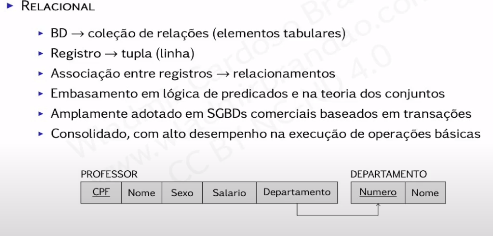 ▸ RELACIONAL
▸ BD → coleção de relações (elementos tabulares)
▸ Registro → tupla (linha)
▸ Associação entre registros → relacionamentos
▸ Embasamento em lógica de predicados e na teoria dos conjuntos
▸ Amplamente adotado em SGBDs comerciais baseados em transações
▸ Consolidado, com alto desempenho na execução de operações básicas
PROFESSOR DEPARTAMENTO
CPF Nome Sexo Salario Departamento Numero Nome